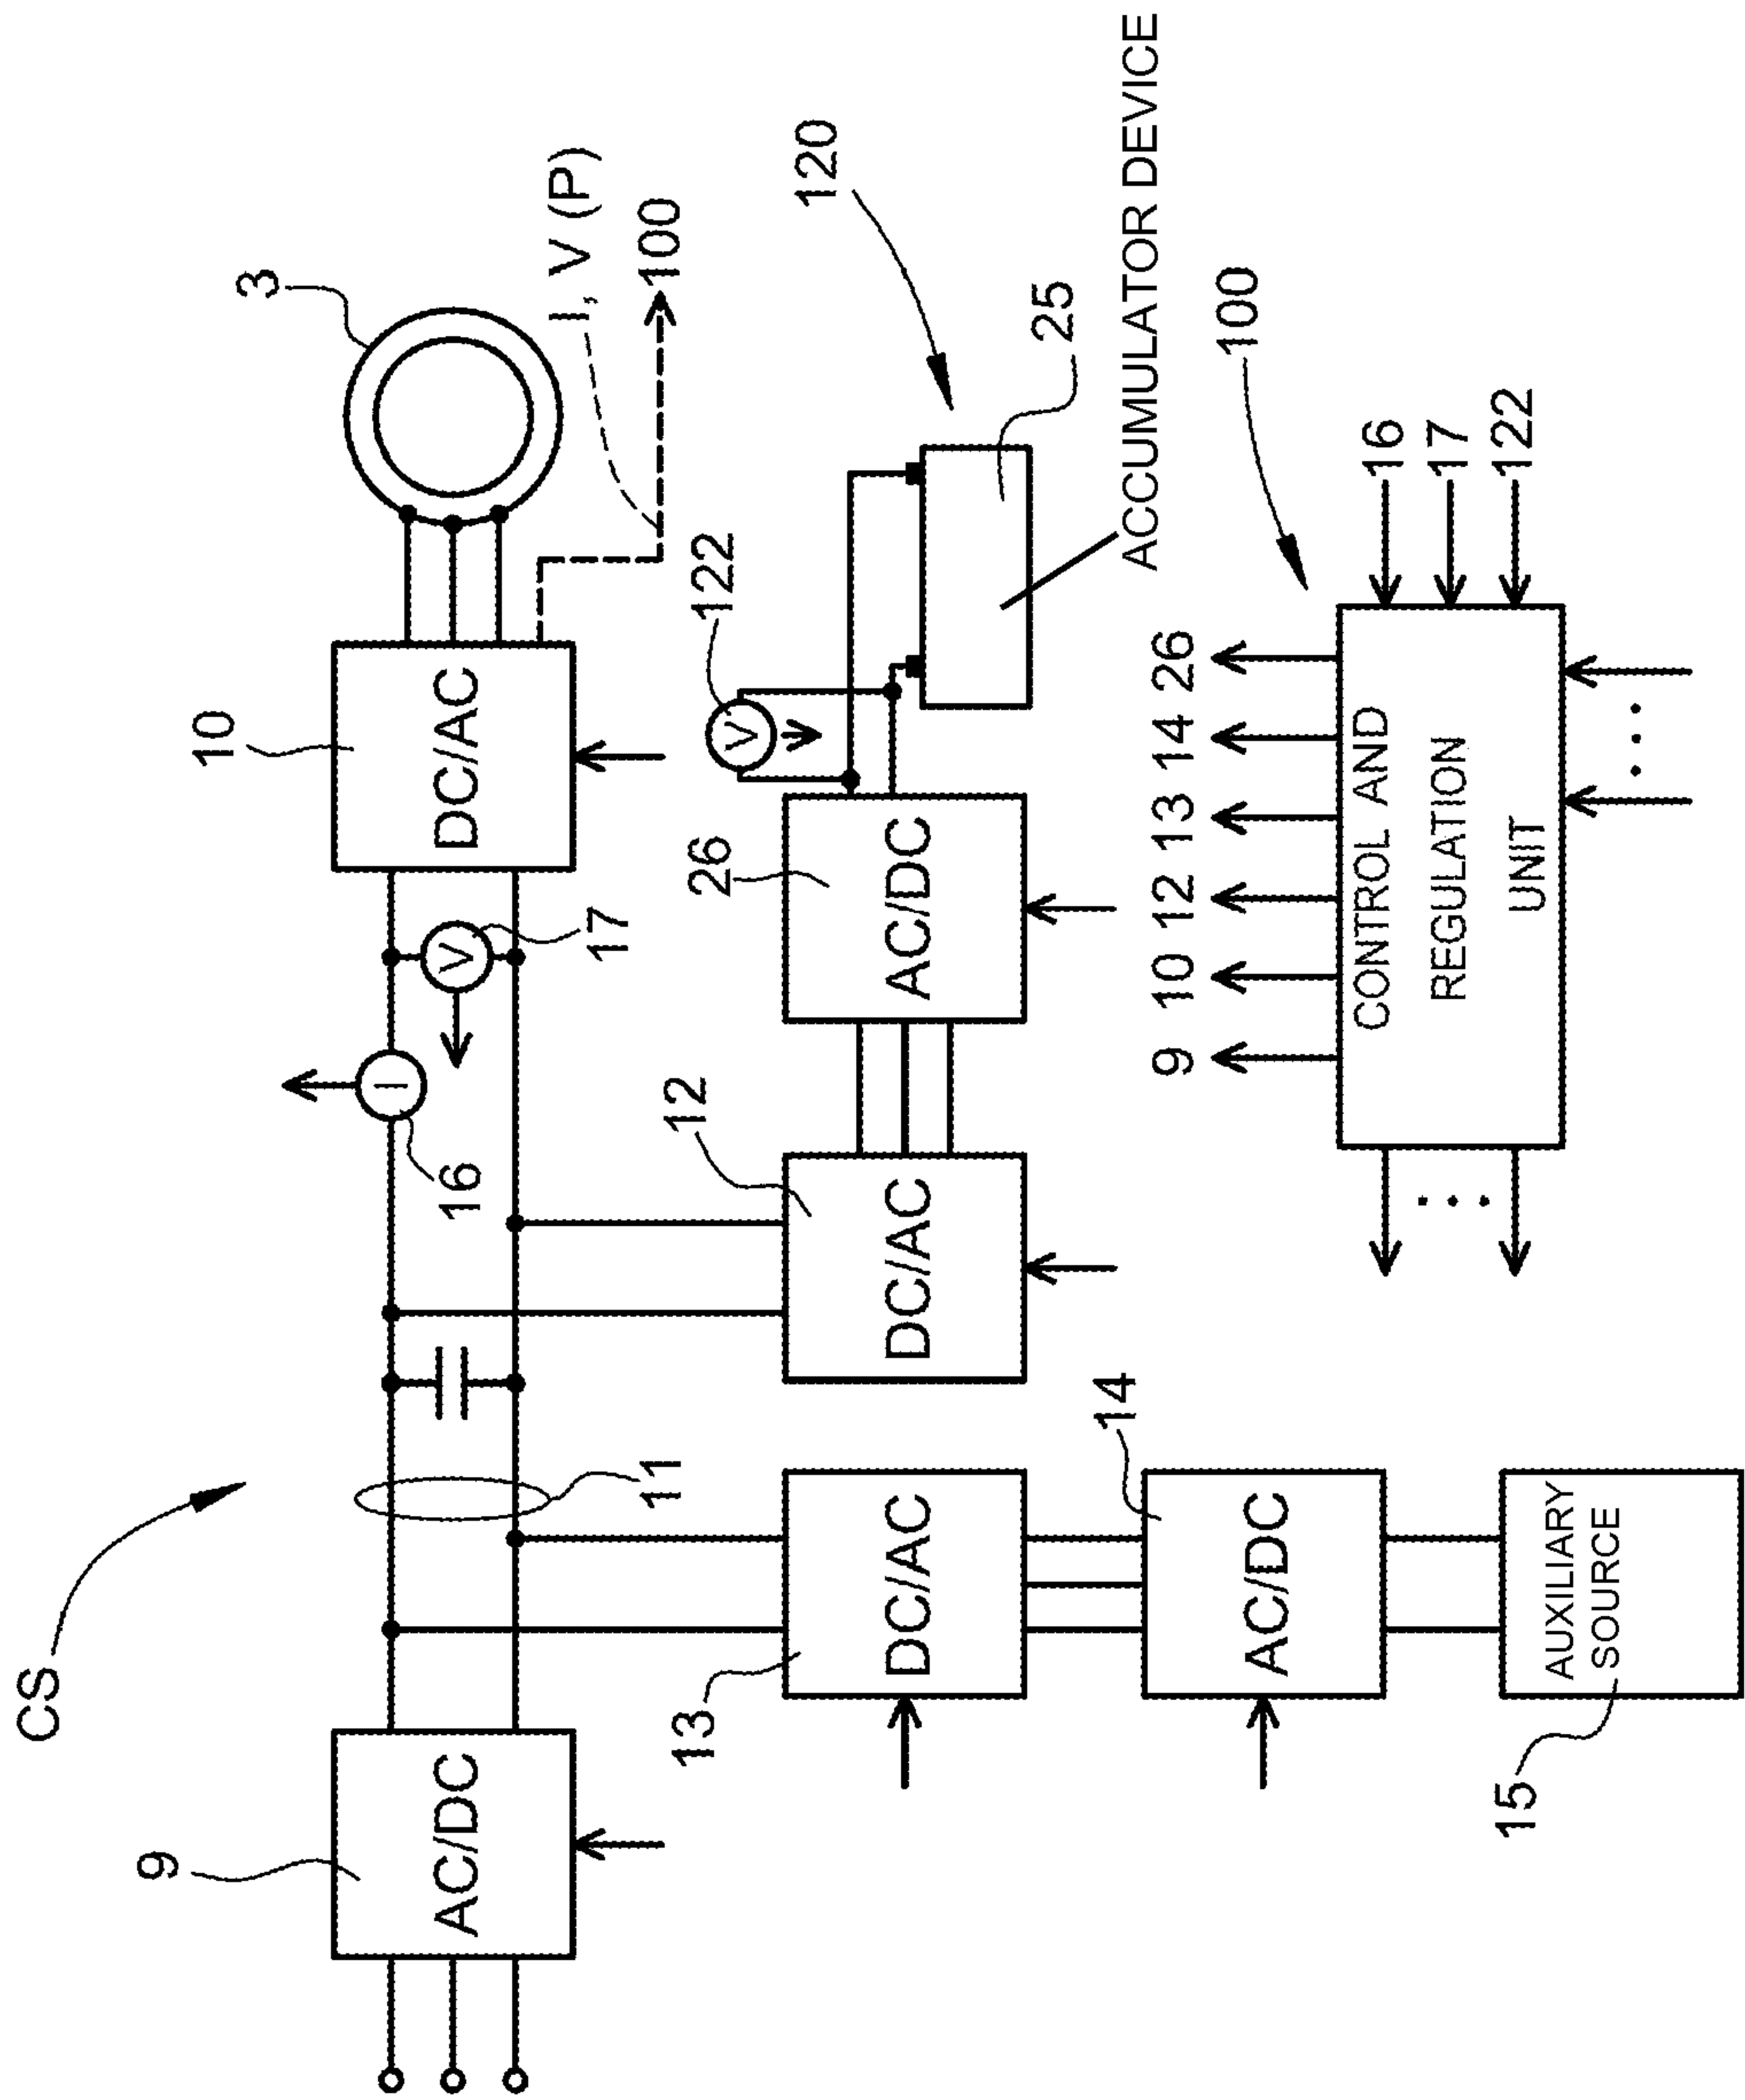 CS
9
AC/DC
11
16
I
17
V
10
DC/AC
3
I, V (P)
100
13
DC/AC
14
AC/DC
15
AUXILIARY
SOURCE
12
DC/AC
26
AC/DC
122
V
120
25
ACCUMULATOR DEVICE
100
9
10
12
13
14
26
CONTROL AND
REGULATION
UNIT
16
17
122